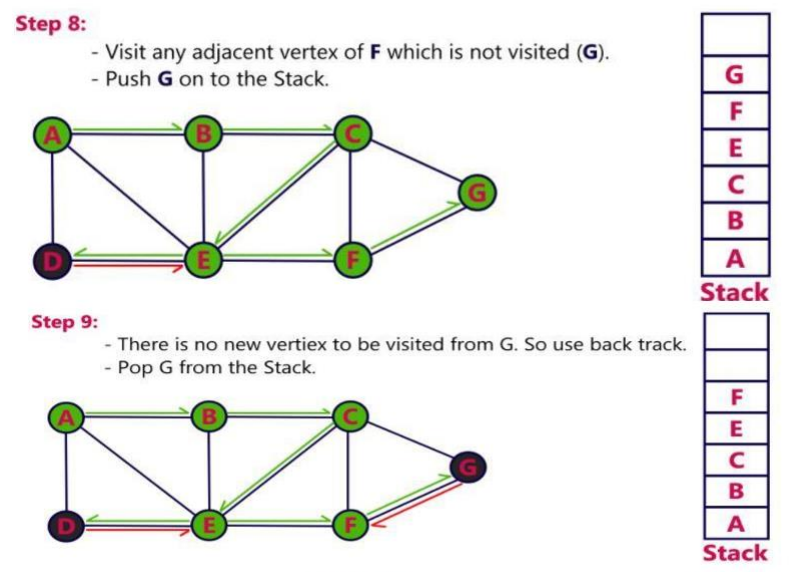 Step 8:
- Visit any adjacent vertex of F which is not visited (G).
- Push G on to the Stack.
A B C
G
D E F
G
F
E
C
B
A
Stack
Step 9:
- There is no new vertiex to be visited from G. So use back track.
- Pop G from the Stack.
A B C
G
D E F
F
E
C
B
A
Stack